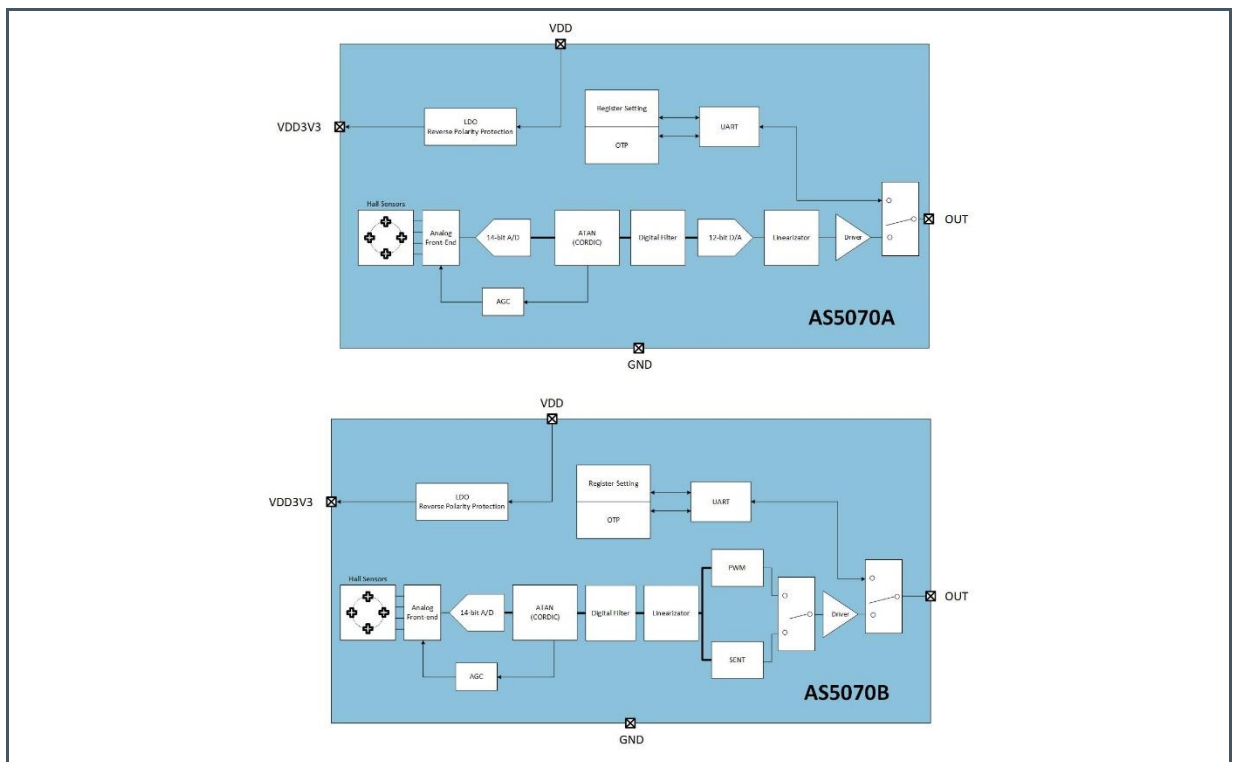 VDD
VDD3V3
LDO
Reverse Polarity Protection
Register Setting
OTP
UART
Hall Sensors
Analog
Front-End
14-bit A/D
ATAN
(CORDIC)
Digital Filter
12-bit D/A
Linearizator
Driver
OUT
AGC
AS5070A
GND
VDD
VDD3V3
LDO
Reverse Polarity Protection
Register Setting
OTP
UART
Hall Sensors
Analog
Front-end
14-bit A/D
ATAN
(CORDIC)
Digital Filter
Linearizator
PWM
SENT
Driver
OUT
AGC
AS5070B
GND